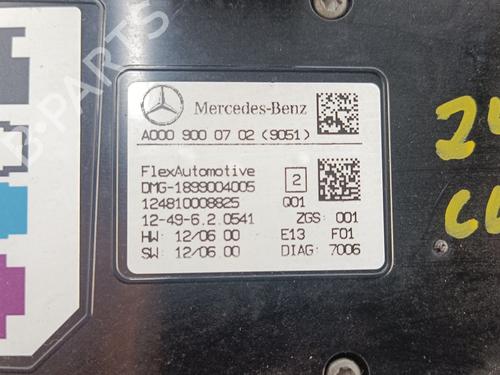 B-PARTS
Mercedes-Benz
A000 900 07 02 (9051)
FlexAutomotive
DMG-1899004005
2
124810008825
Q01
12-49-6.2.0541
ZGS: 001
HW: 12/06.00
E13 F01
SW: 12/06.00
DIAG: 7006